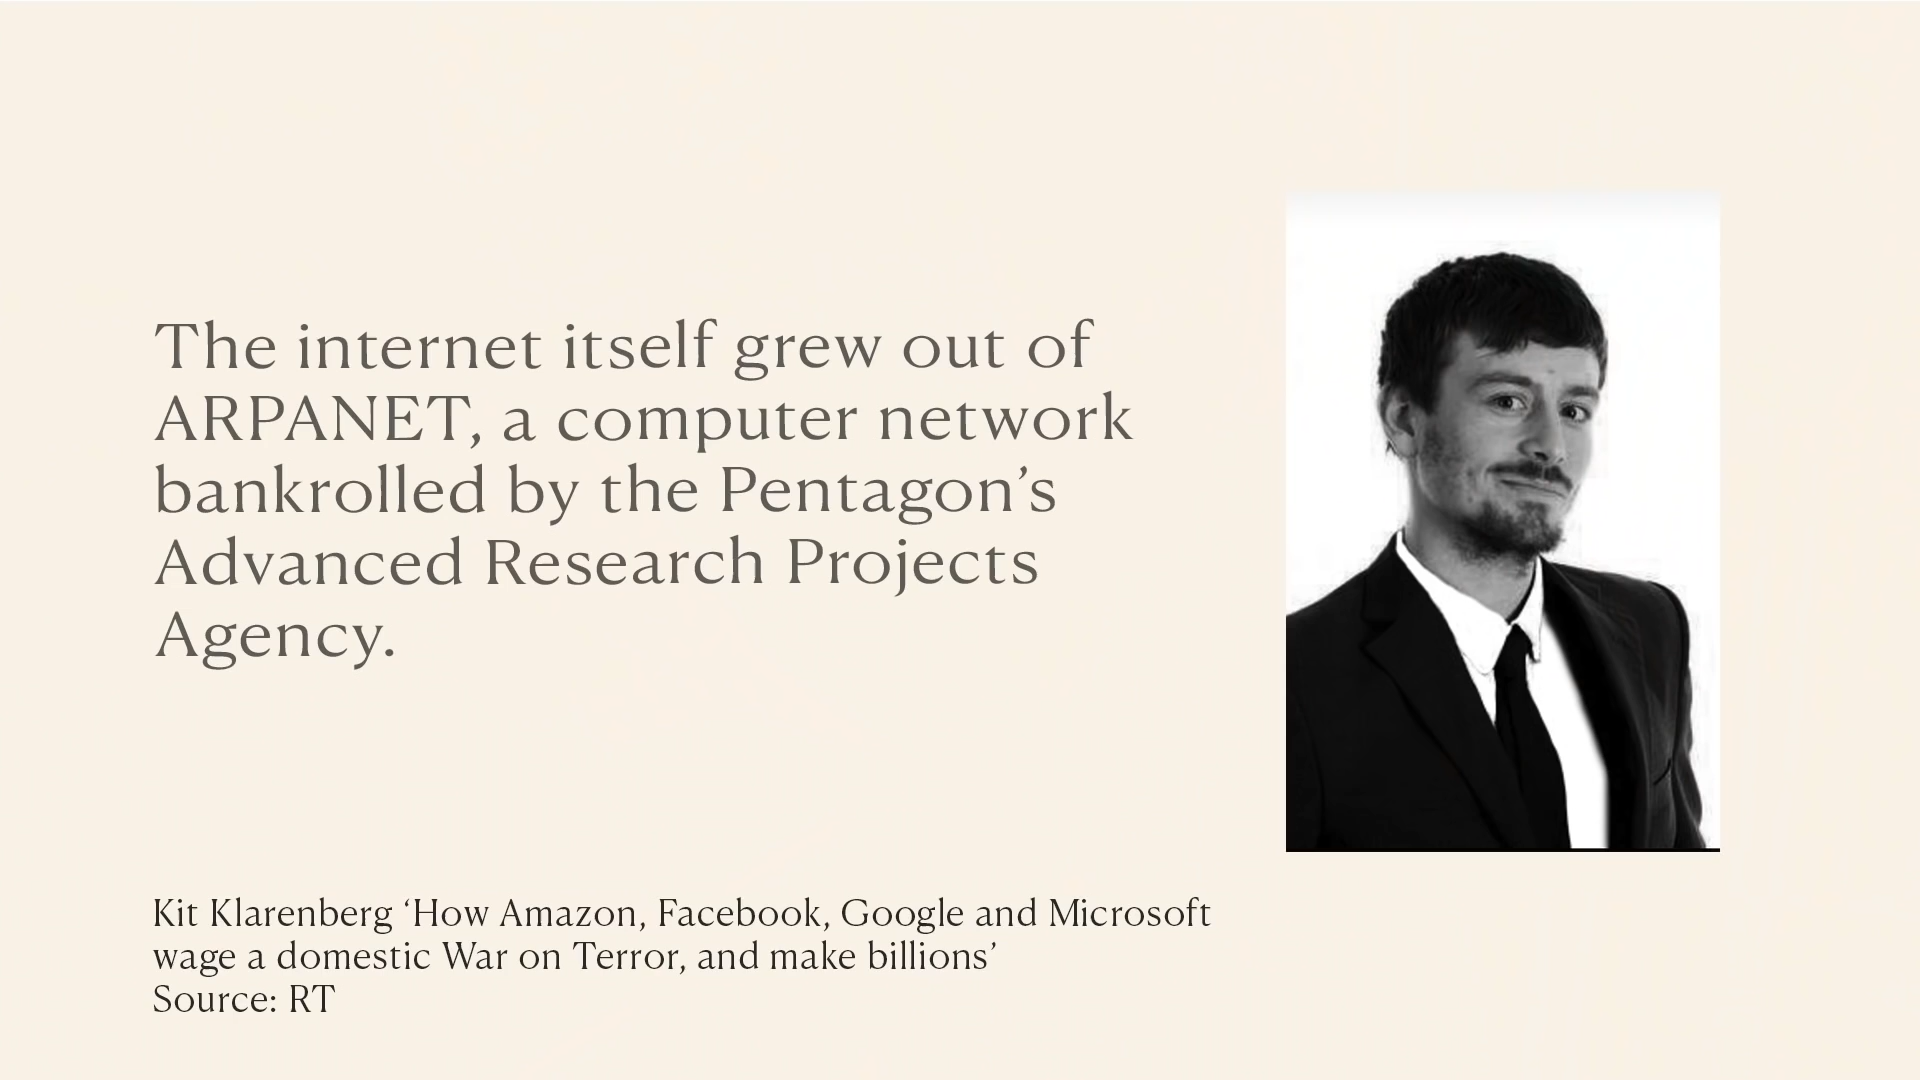 The internet itself grew out of
ARPANET, a computer network
bankrolled by the Pentagon’s
Advanced Research Projects
Agency.
Kit Klarenberg ‘How Amazon, Facebook, Google and Microsoft
wage a domestic War on Terror, and make billions’
Source: RT